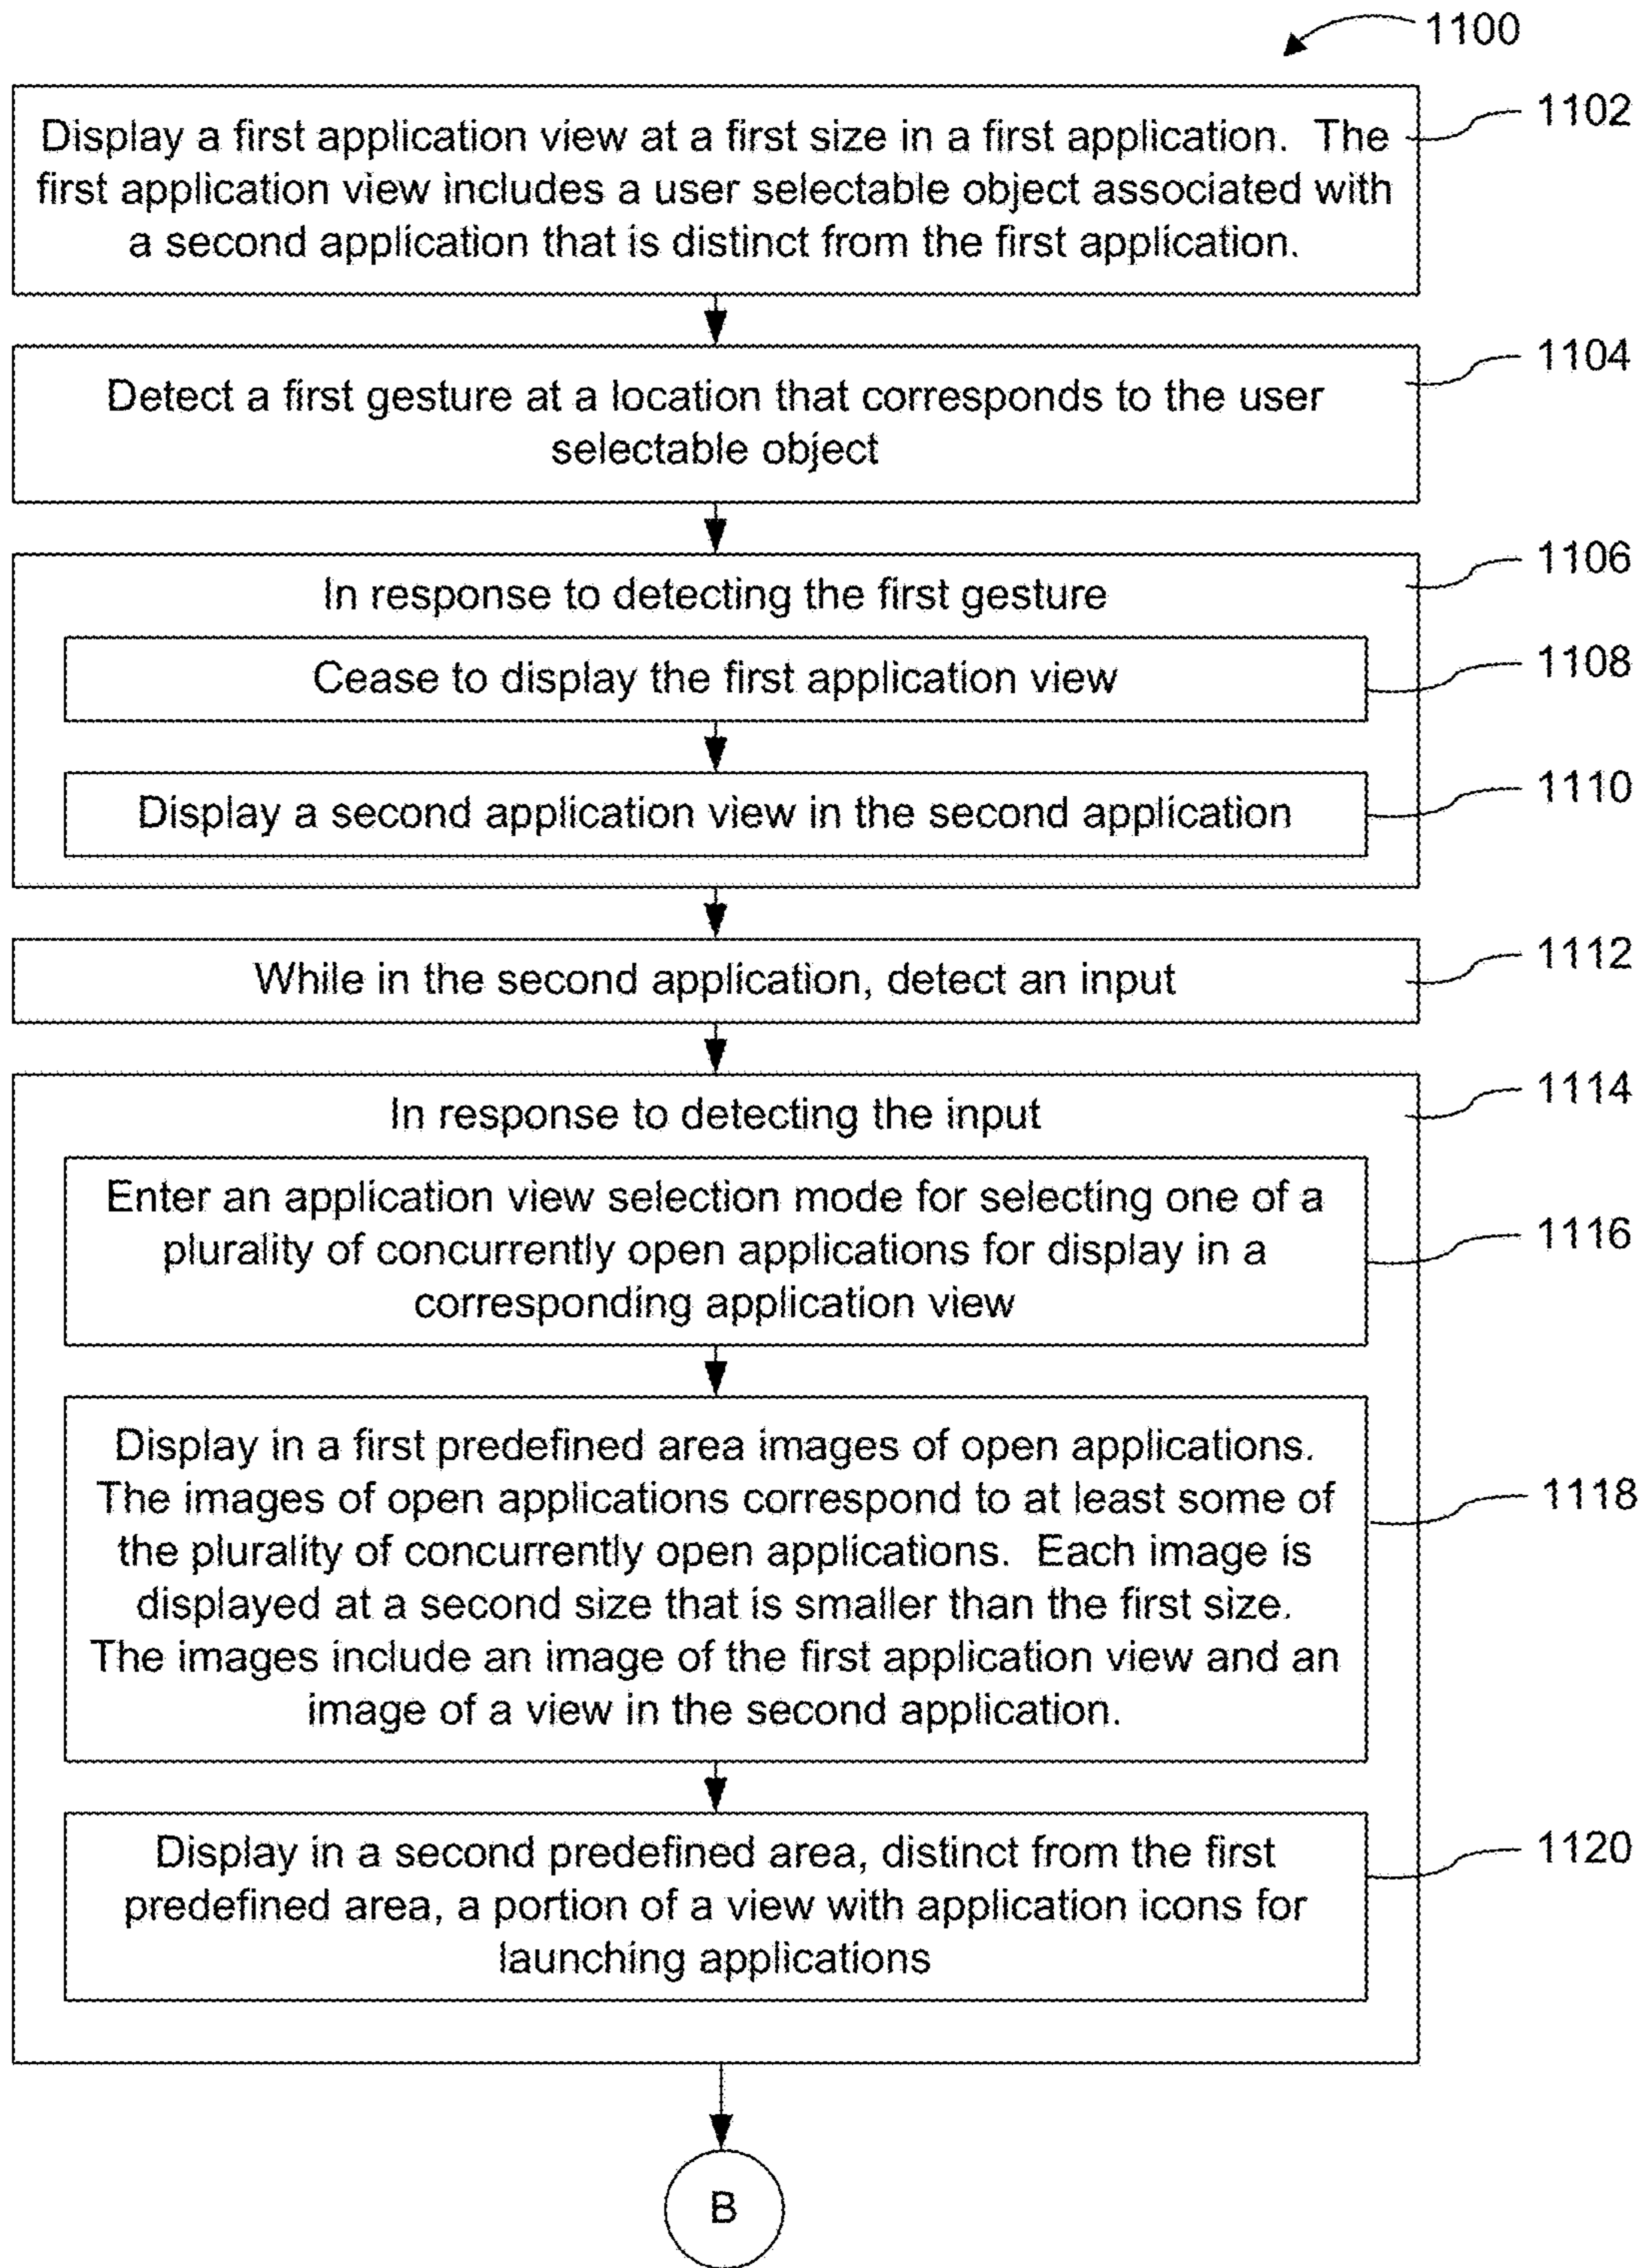 1100
Display a first application view at a first size in a first application. The
first application view includes a user selectable object associated with
a second application that is distinct from the first application.
1102
Detect a first gesture at a location that corresponds to the user
selectable object
1104
In response to detecting the first gesture
1106
Cease to display the first application view
1108
Display a second application view in the second application
1110
While in the second application, detect an input
1112
In response to detecting the input
1114
Enter an application view selection mode for selecting one of a
plurality of concurrently open applications for display in a
corresponding application view
1116
Display in a first predefined area images of open applications.
The images of open applications correspond to at least some of
the plurality of concurrently open applications. Each image is
displayed at a second size that is smaller than the first size.
The images include an image of the first application view and an
image of a view in the second application.
1118
Display in a second predefined area, distinct from the first
predefined area, a portion of a view with application icons for
launching applications
1120
B